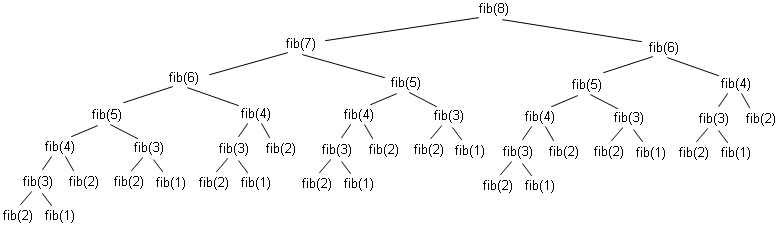 fib(8)
fib(7) fib(6)
fib(6) fib(5) fib(5) fib(4)
fib(5) fib(4) fib(4) fib(3) fib(4) fib(3) fib(3) fib(2)
fib(4) fib(3) fib(3) fib(2) fib(3) fib(2) fib(2) fib(1) fib(3) fib(2) fib(2) fib(1) fib(2) fib(1)
fib(3) fib(2) fib(2) fib(1) fib(2) fib(1) fib(2) fib(1) fib(2) fib(1)
fib(2) fib(1)